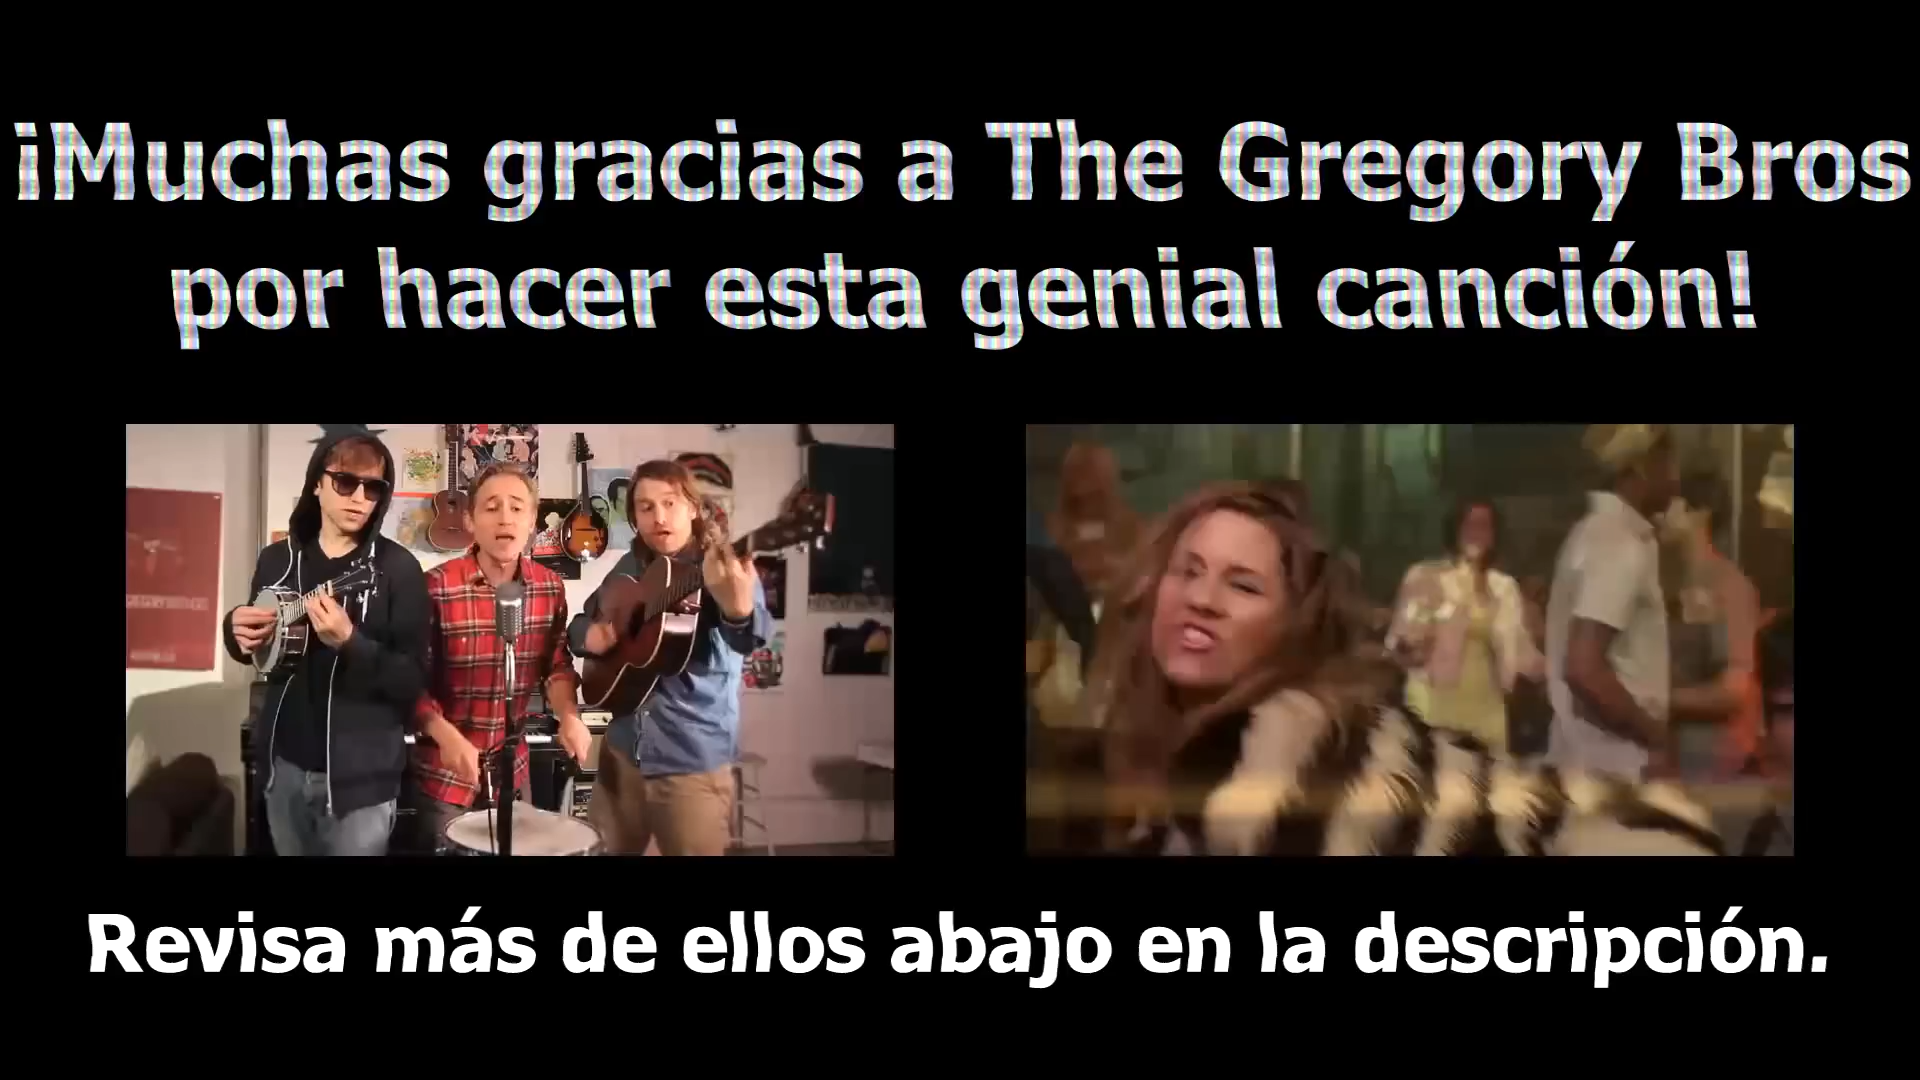 ¡Muchas gracias a The Gregory Bros
por hacer esta genial canción!
Revisa más de ellos abajo en la descripción.